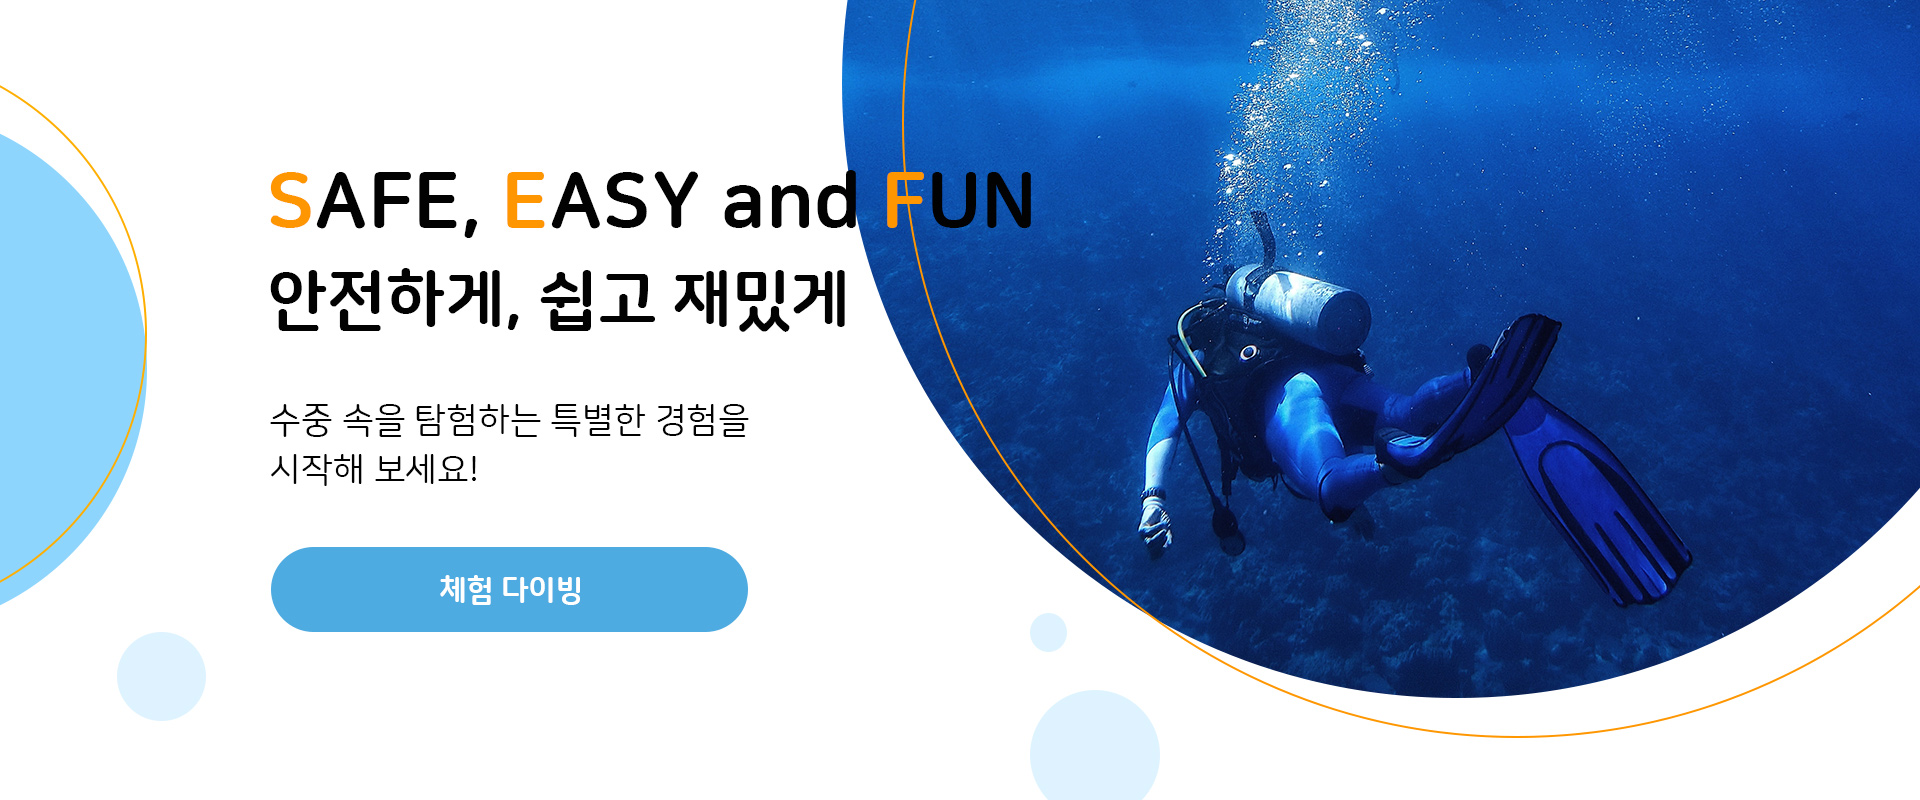 SAFE, EASY and FUN
안전하게, 쉽고 재밌게
수중 속을 탐험하는 특별한 경험을
시작해 보세요!
체험 다이빙